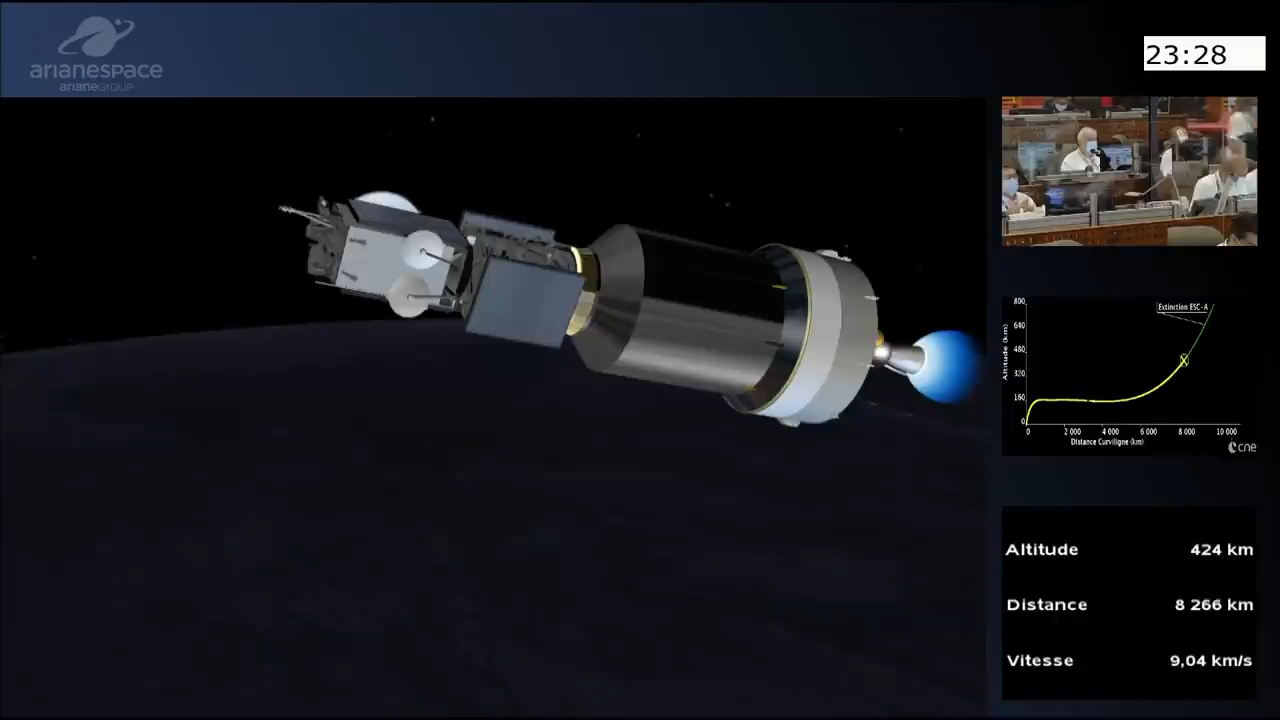 arianespace
arianeGROUP
23:28
800
640
480
320
160
0
Altitude (km)
Extinction ESC-A
0 2 000 4 000 6 000 8 000 10 000
Distance Curviligne (km)
cne
Altitude 424 km
Distance 8 266 km
Vitesse 9,04 km/s